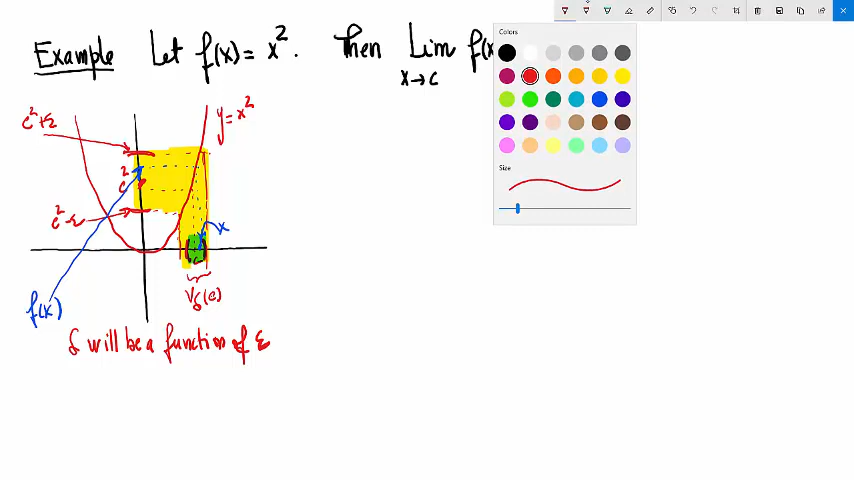 Example Let f(x) = x². Then Lim f(x
x→c
Colors
c²+ε
y = x²
c²
Size
c²-ε
x
V_δ(c)
f(x)
δ will be a function of ε